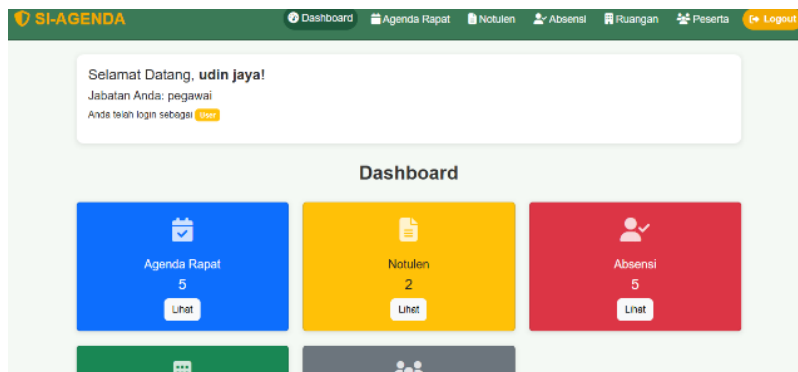 SI-AGENDA Dashboard Agenda Rapat Notulen Absensi Ruangan Peserta Logout
Selamat Datang, udin jaya!
Jabatan Anda: pegawai
Anda telah login sebagai User
Dashboard
Agenda Rapat
5
Lihat
Notulen
2
Lihat
Absensi
5
Lihat